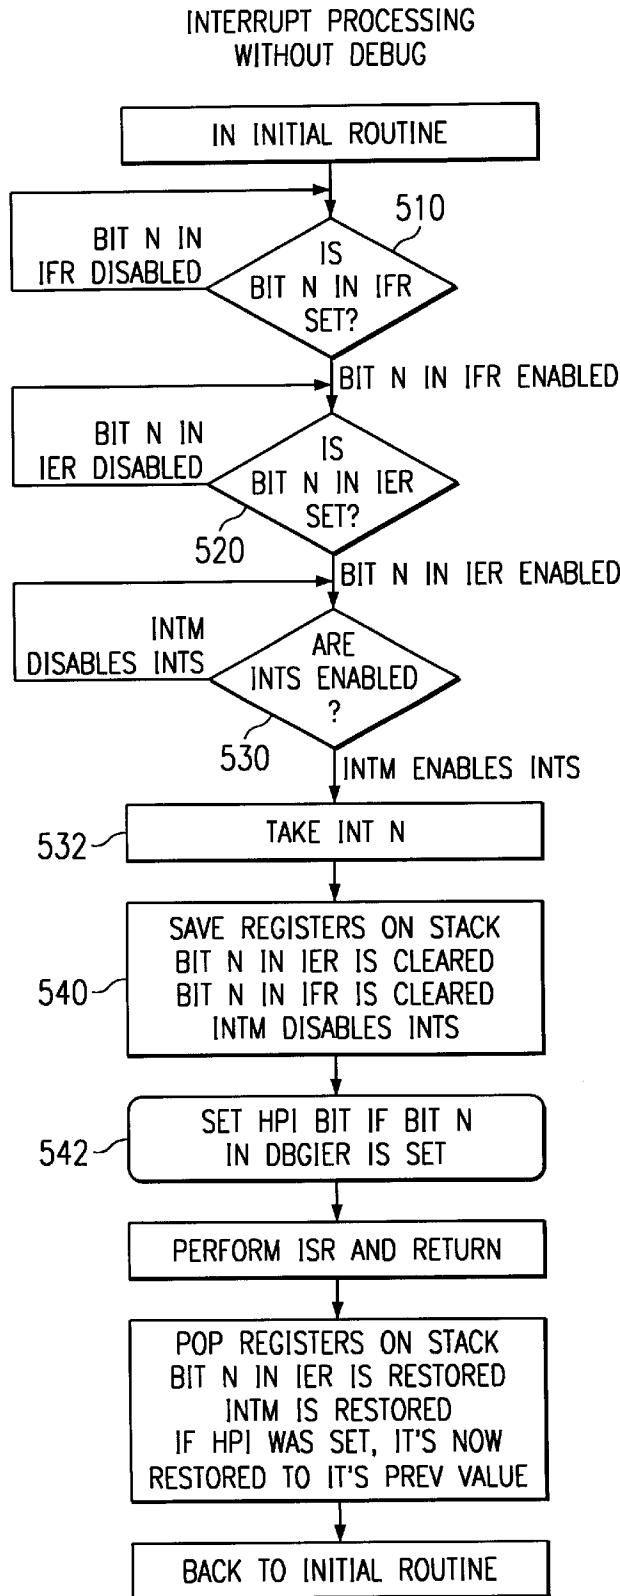 INTERRUPT PROCESSING
WITHOUT DEBUG
IN INITIAL ROUTINE
510
BIT N IN
IFR DISABLED
IS
BIT N IN IFR
SET?
BIT N IN IFR ENABLED
BIT N IN
IER DISABLED
IS
BIT N IN IER
SET?
520
BIT N IN IER ENABLED
INTM
DISABLES INTS
ARE
INTS ENABLED
?
530
INTM ENABLES INTS
532
TAKE INT N
540
SAVE REGISTERS ON STACK
BIT N IN IER IS CLEARED
BIT N IN IFR IS CLEARED
INTM DISABLES INTS
542
SET HPI BIT IF BIT N
IN DBGIER IS SET
PERFORM ISR AND RETURN
POP REGISTERS ON STACK
BIT N IN IER IS RESTORED
INTM IS RESTORED
IF HPI WAS SET, IT'S NOW
RESTORED TO IT'S PREV VALUE
BACK TO INITIAL ROUTINE